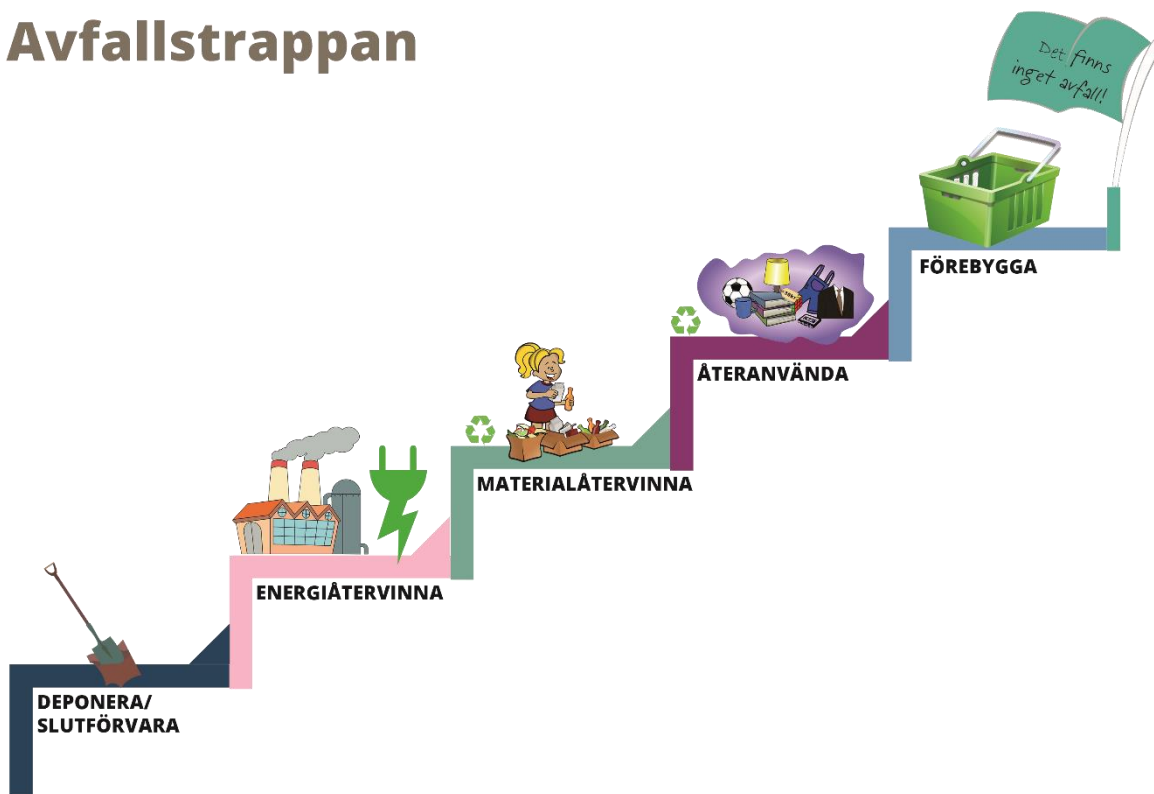 Avfallstrappan
Det finns
inget avfall!
FÖREBYGGA
ÅTERANVÄNDA
MATERIALÅTERVINNA
ENERGIÅTERVINNA
DEPONERA/
SLUTFÖRVARA